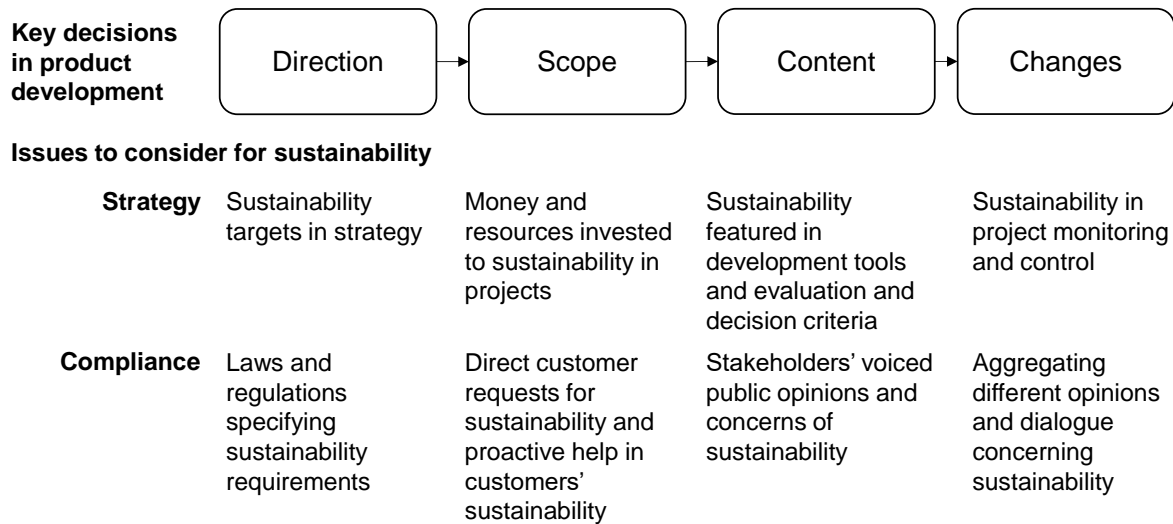 Key decisions
in product
development
Direction
Scope
Content
Changes
Issues to consider for sustainability
Strategy
Sustainability
targets in strategy
Money and
resources invested
to sustainability in
projects
Sustainability
featured in
development tools
and evaluation and
decision criteria
Sustainability in
project monitoring
and control
Compliance
Laws and
regulations
specifying
sustainability
requirements
Direct customer
requests for
sustainability and
proactive help in
customers’
sustainability
Stakeholders’ voiced
public opinions and
concerns of
sustainability
Aggregating
different opinions
and dialogue
concerning
sustainability